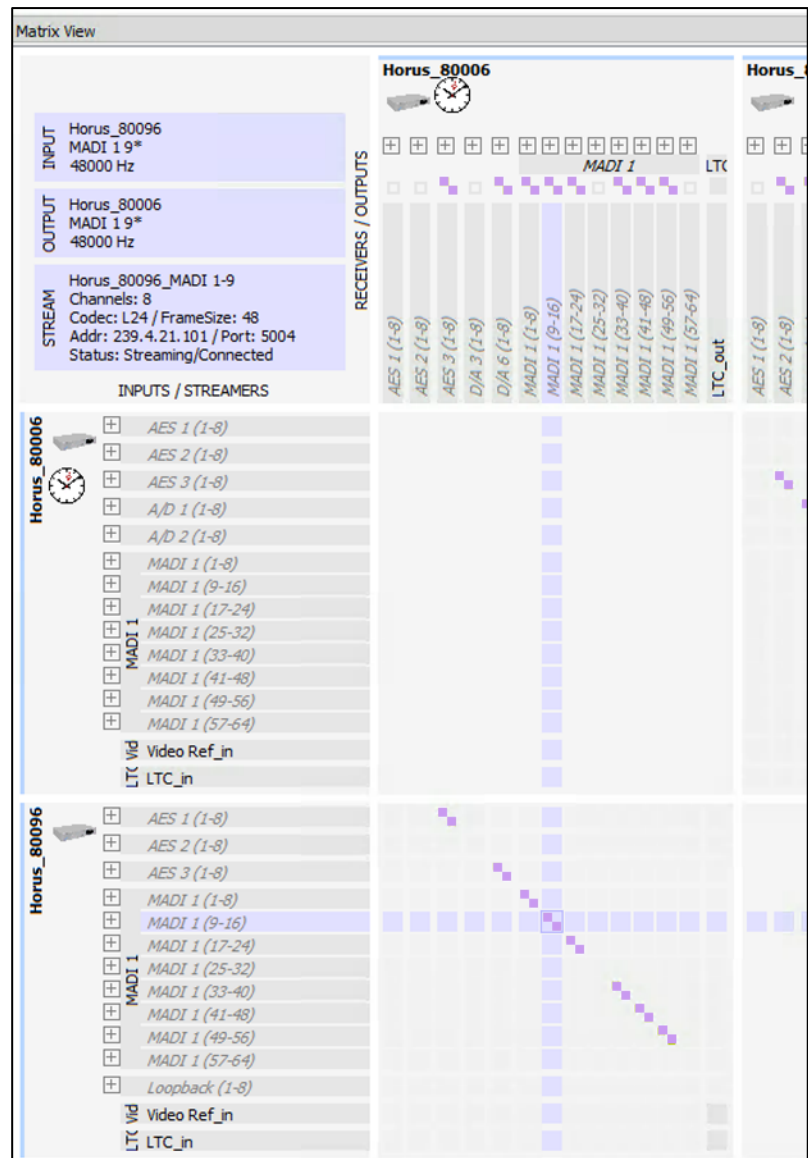 Matrix View
Horus_80006
Horus_
INPUT
Horus_80096
MADI 1 9*
48000 Hz
OUTPUT
Horus_80006
MADI 1 9*
48000 Hz
STREAM
Horus_80096_MADI 1-9
Channels: 8
Codec: L24 / FrameSize: 48
Addr: 239.4.21.101 / Port: 5004
Status: Streaming/Connected
RECEIVERS / OUTPUTS
INPUTS / STREAMERS
MADI 1
LTC
AES 1 (1-8)
AES 2 (1-8)
AES 3 (1-8)
D/A 3 (1-8)
D/A 6 (1-8)
MADI 1 (1-8)
MADI 1 (9-16)
MADI 1 (17-24)
MADI 1 (25-32)
MADI 1 (33-40)
MADI 1 (41-48)
MADI 1 (49-56)
MADI 1 (57-64)
LTC_out
AES 1 (1-8)
AES 2 (1-8)
Horus_80006
AES 1 (1-8)
AES 2 (1-8)
AES 3 (1-8)
A/D 1 (1-8)
A/D 2 (1-8)
MADI 1
MADI 1 (1-8)
MADI 1 (9-16)
MADI 1 (17-24)
MADI 1 (25-32)
MADI 1 (33-40)
MADI 1 (41-48)
MADI 1 (49-56)
MADI 1 (57-64)
Vid
Video Ref_in
LTC
LTC_in
Horus_80096
AES 1 (1-8)
AES 2 (1-8)
AES 3 (1-8)
MADI 1
MADI 1 (1-8)
MADI 1 (9-16)
MADI 1 (17-24)
MADI 1 (25-32)
MADI 1 (33-40)
MADI 1 (41-48)
MADI 1 (49-56)
MADI 1 (57-64)
Loopback (1-8)
Vid
Video Ref_in
LTC
LTC_in